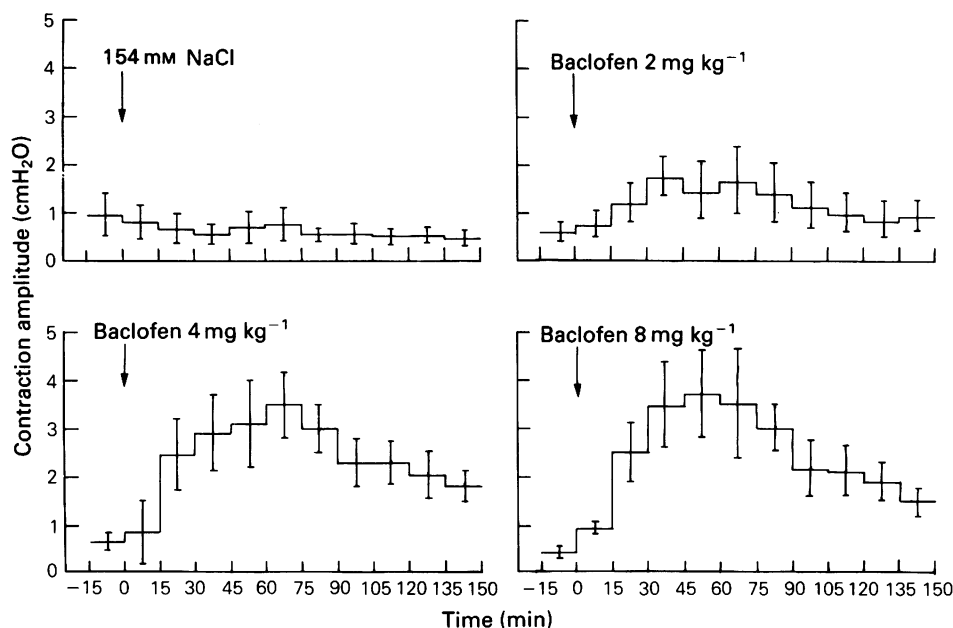 5
4
3
2
1
0
154 mM NaCl
Baclofen 2 mg kg⁻¹
Contraction amplitude (cmH₂O)
Baclofen 4 mg kg⁻¹
Baclofen 8 mg kg⁻¹
5
4
3
2
1
0
−15 0 15 30 45 60 75 90 105 120 135 150
−15 0 15 30 45 60 75 90 105 120 135 150
Time (min)